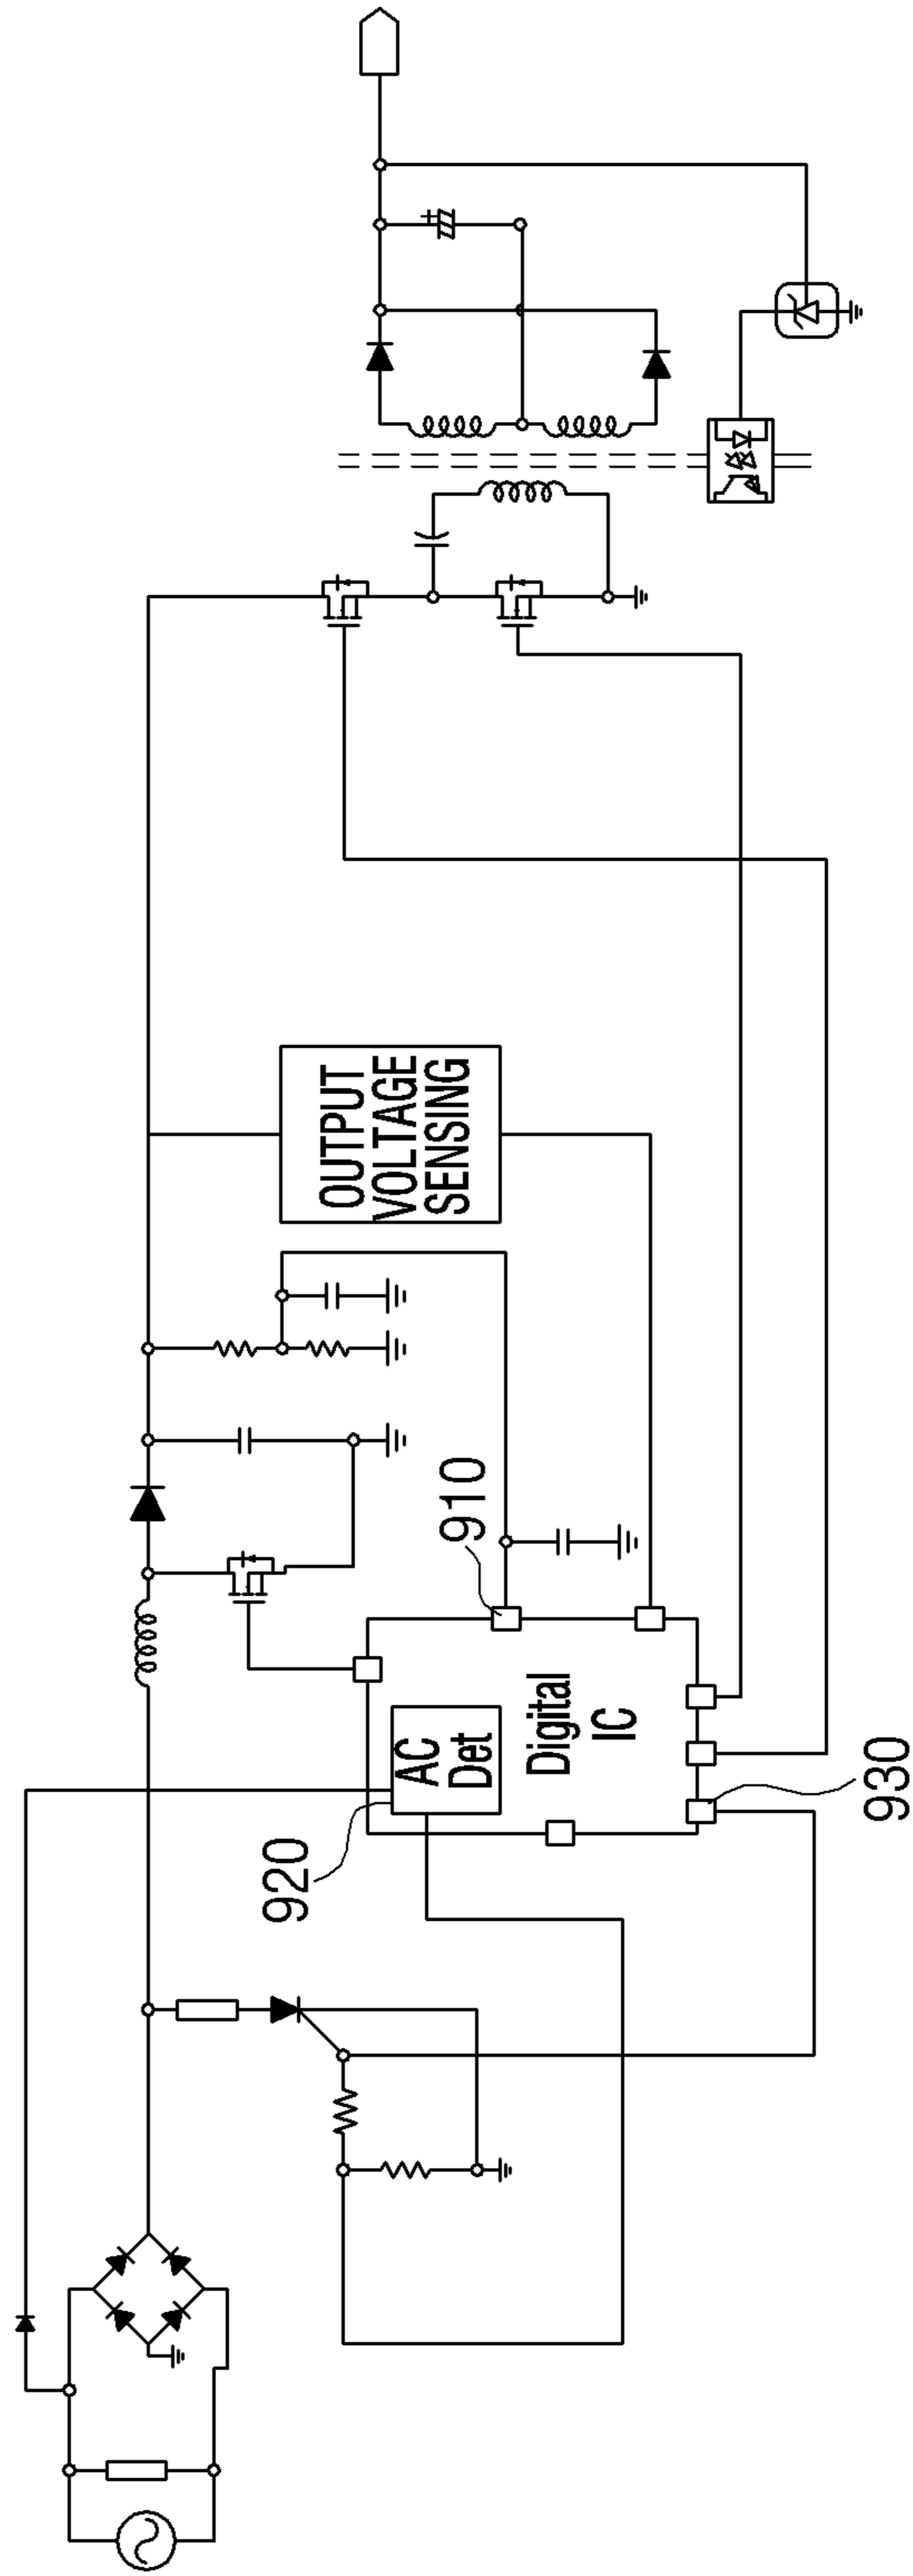 OUTPUT
VOLTAGE
SENSING
910
AC
Det
Digital
IC
920
930